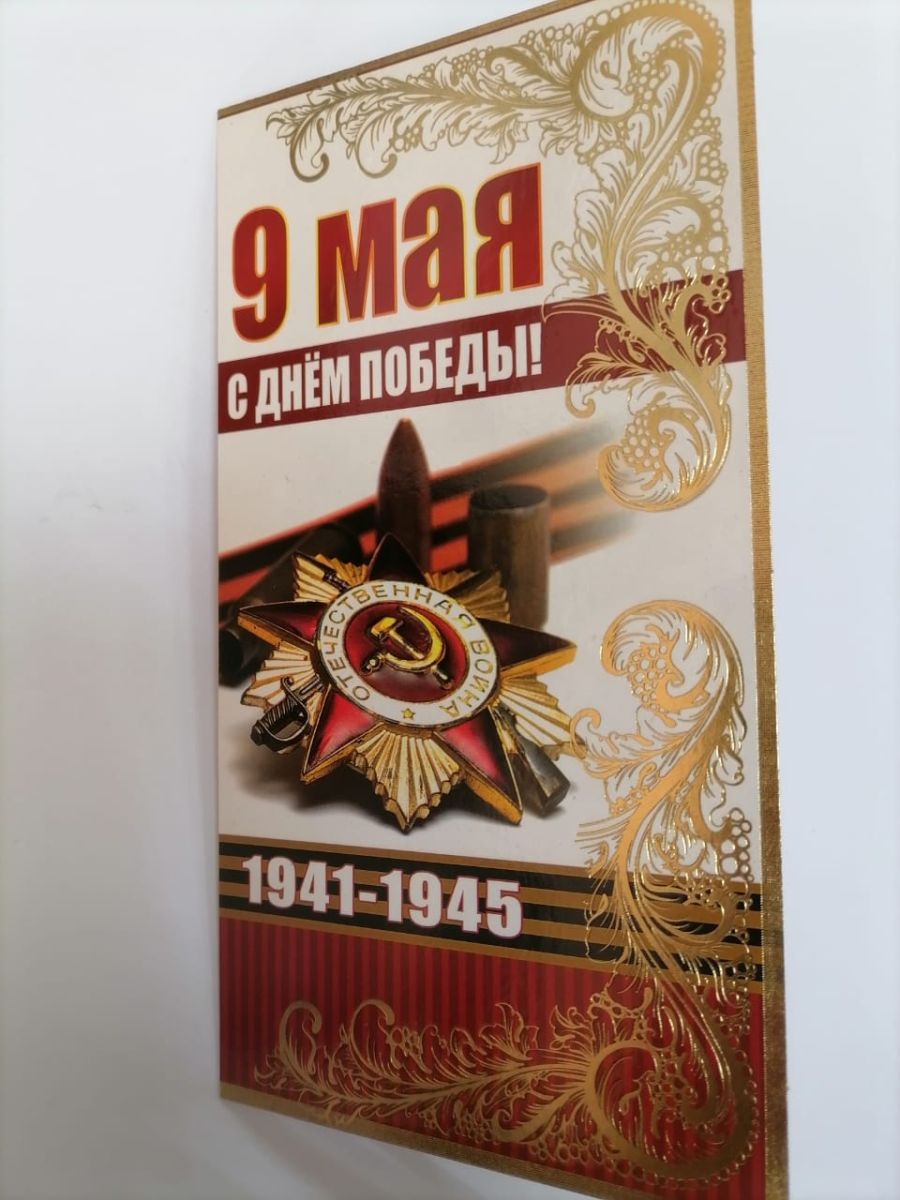 9 мая
С ДНЁМ ПОБЕДЫ!
ОТЕЧЕСТВЕННАЯ ВОЙНА
1941-1945